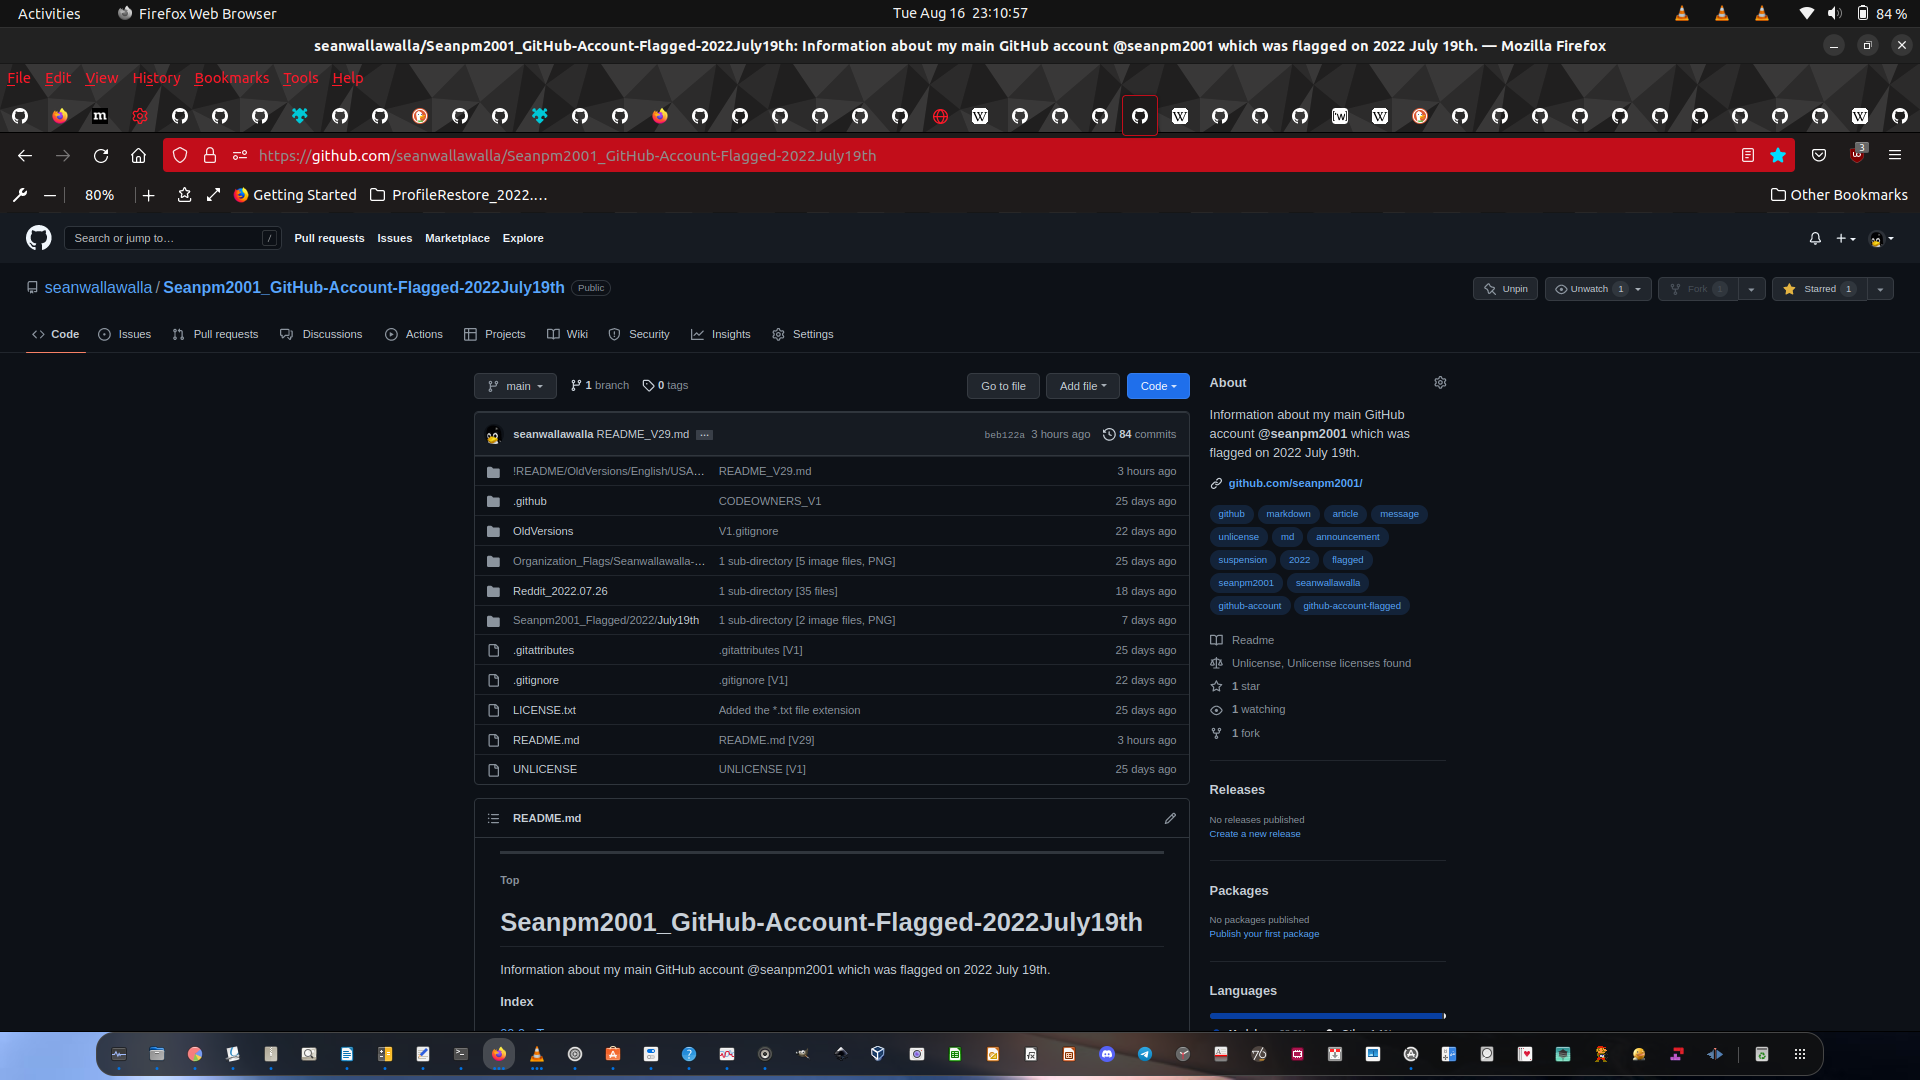 Activities Firefox Web Browser Tue Aug 16 23:10:57 84 %
seanwallawalla/Seanpm2001_GitHub-Account-Flagged-2022July19th: Information about my main GitHub account @seanpm2001 which was flagged on 2022 July 19th. — Mozilla Firefox
File Edit View History Bookmarks Tools Help
https://github.com/seanwallawalla/Seanpm2001_GitHub-Account-Flagged-2022July19th 3
80% Getting Started ProfileRestore_2022.… Other Bookmarks
Search or jump to… / Pull requests Issues Marketplace Explore
seanwallawalla / Seanpm2001_GitHub-Account-Flagged-2022July19th Public Unpin Unwatch 1 Fork 1 Starred 1
Code Issues Pull requests Discussions Actions Projects Wiki Security Insights Settings
main 1 branch 0 tags Go to file Add file Code
seanwallawalla README_V29.md … beb122a 3 hours ago 84 commits
!README/OldVersions/English/USA… README_V29.md 3 hours ago
.github CODEOWNERS_V1 25 days ago
OldVersions V1.gitignore 22 days ago
Organization_Flags/Seanwallawalla-… 1 sub-directory [5 image files, PNG] 25 days ago
Reddit_2022.07.26 1 sub-directory [35 files] 18 days ago
Seanpm2001_Flagged/2022/July19th 1 sub-directory [2 image files, PNG] 7 days ago
.gitattributes .gitattributes [V1] 25 days ago
.gitignore .gitignore [V1] 22 days ago
LICENSE.txt Added the *.txt file extension 25 days ago
README.md README.md [V29] 3 hours ago
UNLICENSE UNLICENSE [V1] 25 days ago
README.md
Top
Seanpm2001_GitHub-Account-Flagged-2022July19th
Information about my main GitHub account @seanpm2001 which was flagged on 2022 July 19th.
Index
About
Information about my main GitHub
account @seanpm2001 which was
flagged on 2022 July 19th.
github.com/seanpm2001/
github markdown article message
unlicense md announcement
suspension 2022 flagged
seanpm2001 seanwallawalla
github-account github-account-flagged
Readme
Unlicense, Unlicense licenses found
1 star
1 watching
1 fork
Releases
No releases published
Create a new release
Packages
No packages published
Publish your first package
Languages